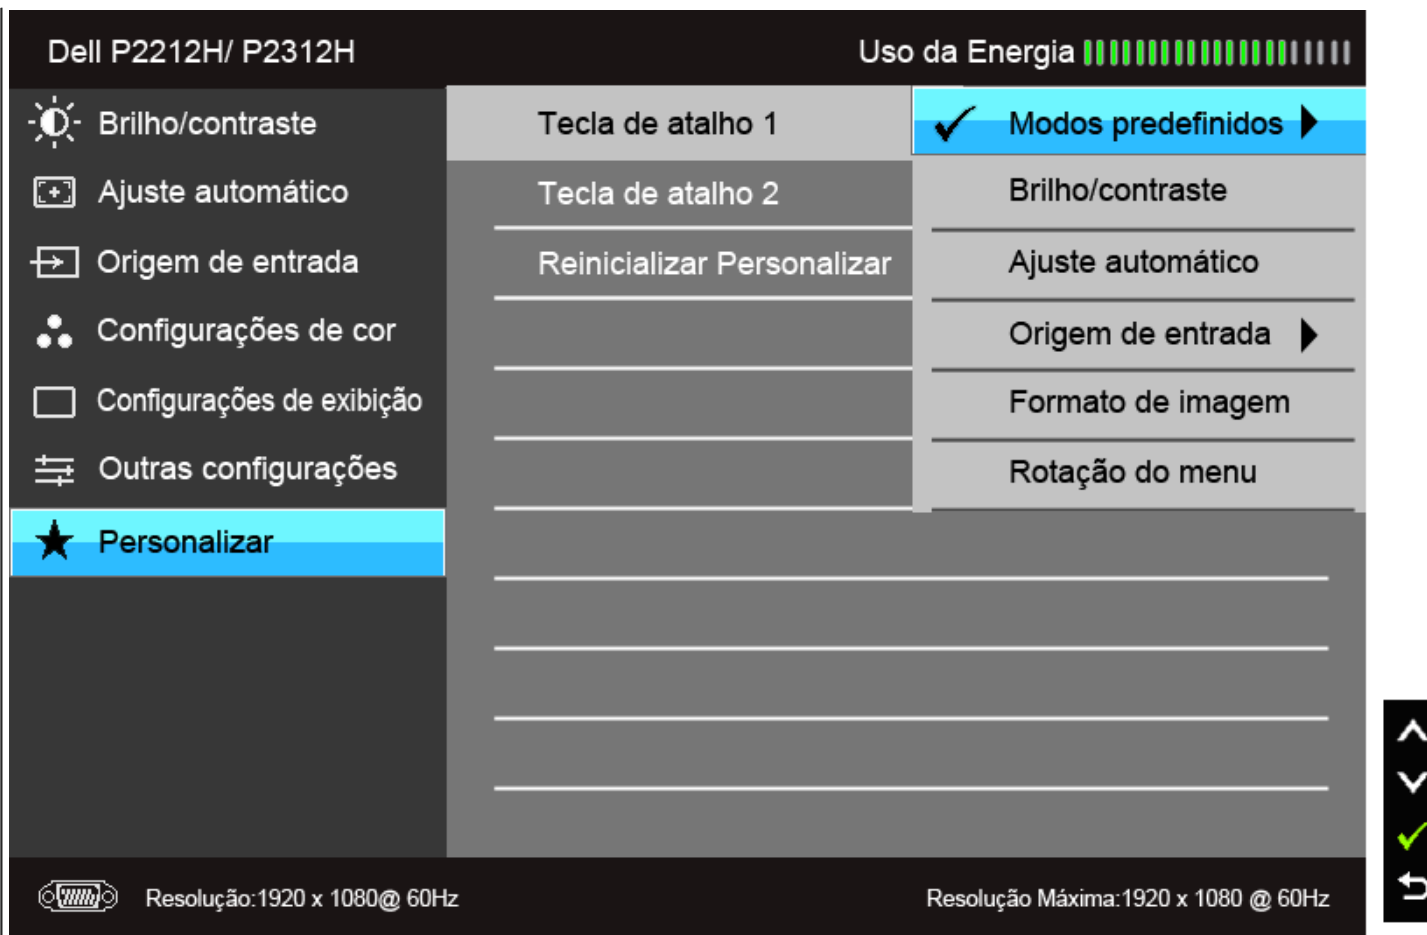 Dell P2212H/ P2312H
Uso da Energia
Brilho/contraste
Ajuste automático
Origem de entrada
Configurações de cor
Configurações de exibição
Outras configurações
Personalizar
Tecla de atalho 1
Tecla de atalho 2
Reinicializar Personalizar
Modos predefinidos
Brilho/contraste
Ajuste automático
Origem de entrada
Formato de imagem
Rotação do menu
Resolução:1920 x 1080@ 60Hz
Resolução Máxima:1920 x 1080 @ 60Hz